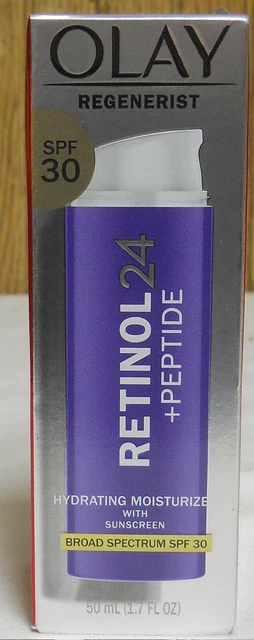 OLAY
REGENERIST
SPF
30
RETINOL24
+PEPTIDE
HYDRATING MOISTURIZE
WITH
SUNSCREEN
BROAD SPECTRUM SPF 30
50 mL (1.7 FL OZ)